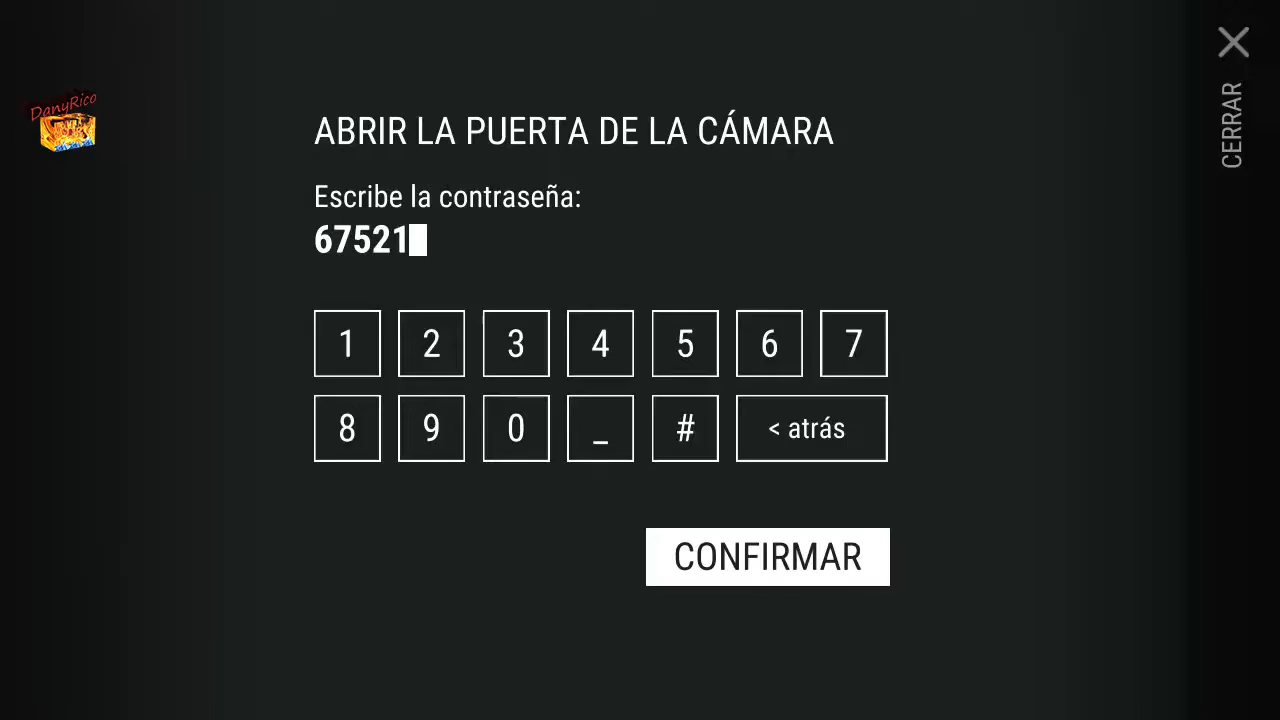 DanyRico
ABRIR LA PUERTA DE LA CÁMARA
Escribe la contraseña:
67521
1 2 3 4 5 6 7
8 9 0 _ # < atrás
CONFIRMAR
CERRAR